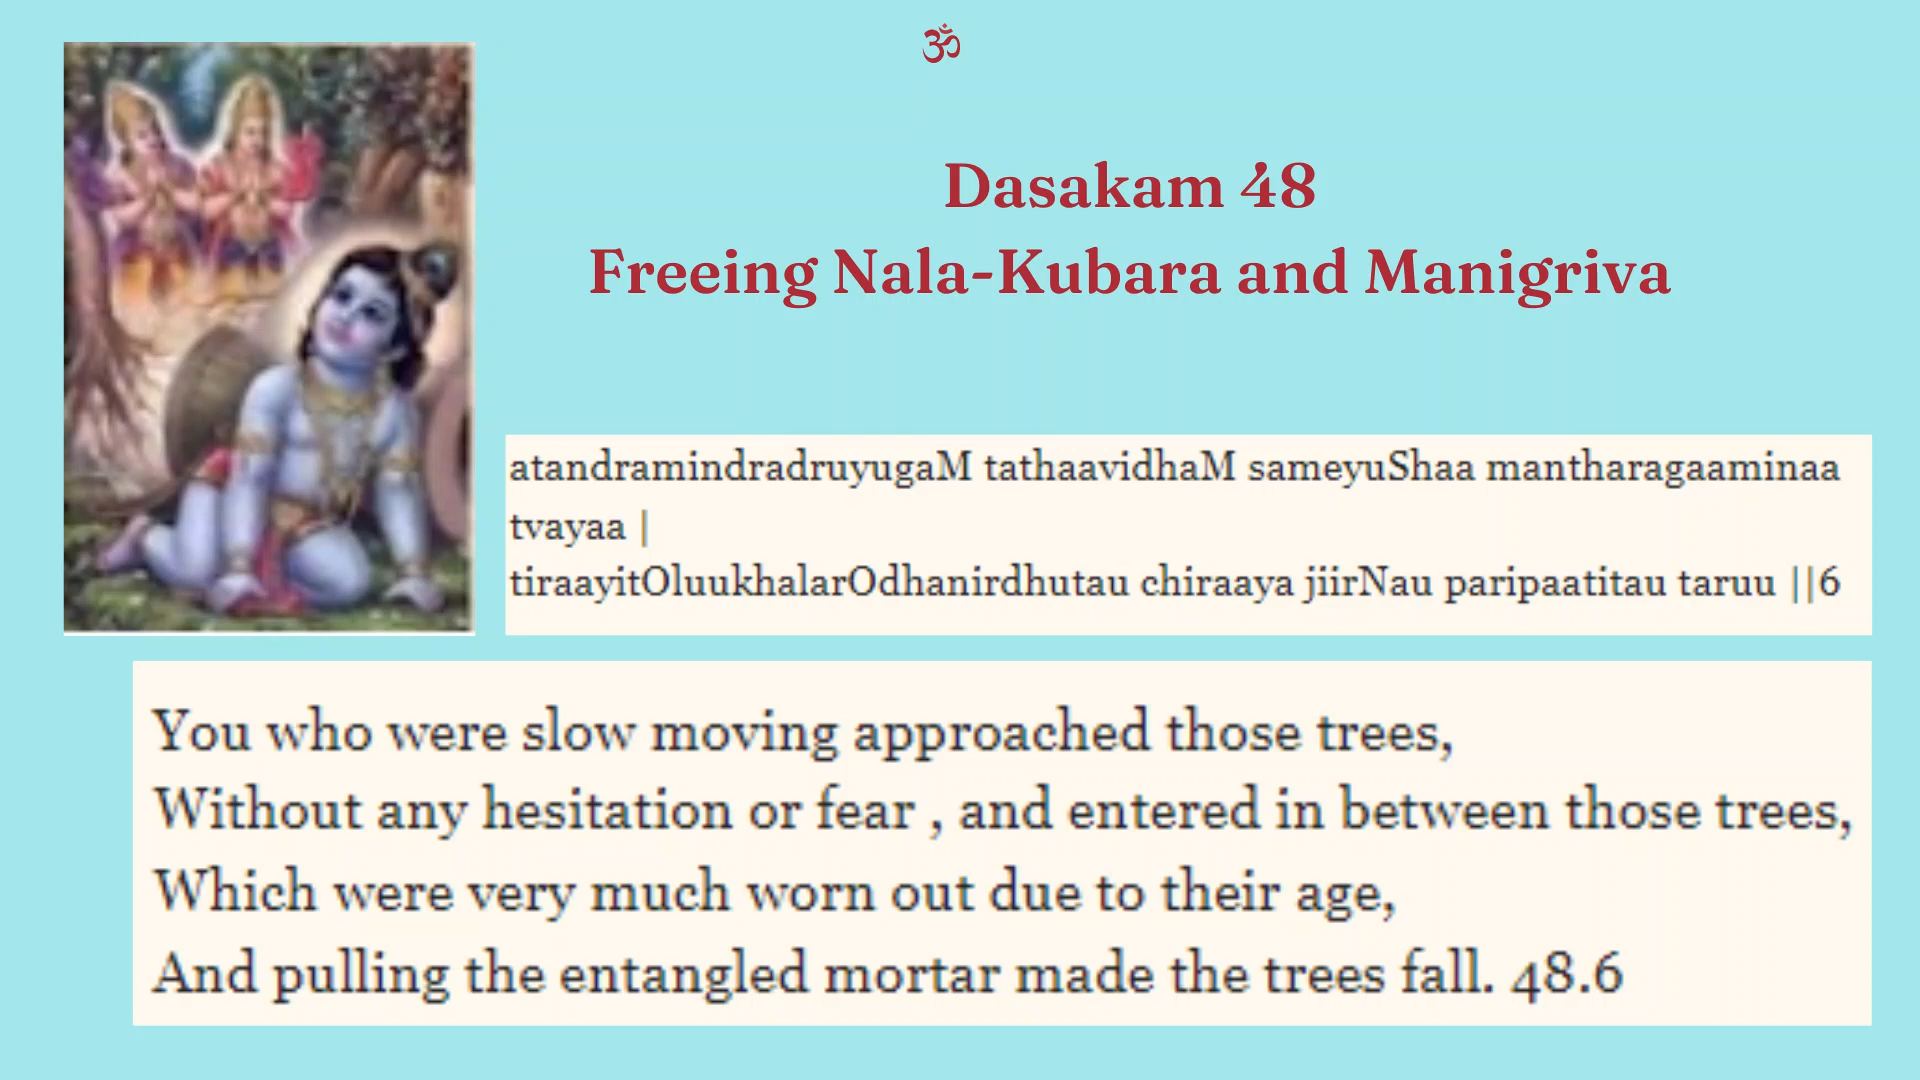 ॐ
Dasakam 48
Freeing Nala-Kubara and Manigriva
atandramindradruyugaM tathaavidhaM sameyuShaa mantharagaaminaa
tvayaa |
tiraayitOluukhalarOdhanirdhutau chiraaya jiirNau paripaatitau taruu ||6
You who were slow moving approached those trees,
Without any hesitation or fear , and entered in between those trees,
Which were very much worn out due to their age,
And pulling the entangled mortar made the trees fall. 48.6